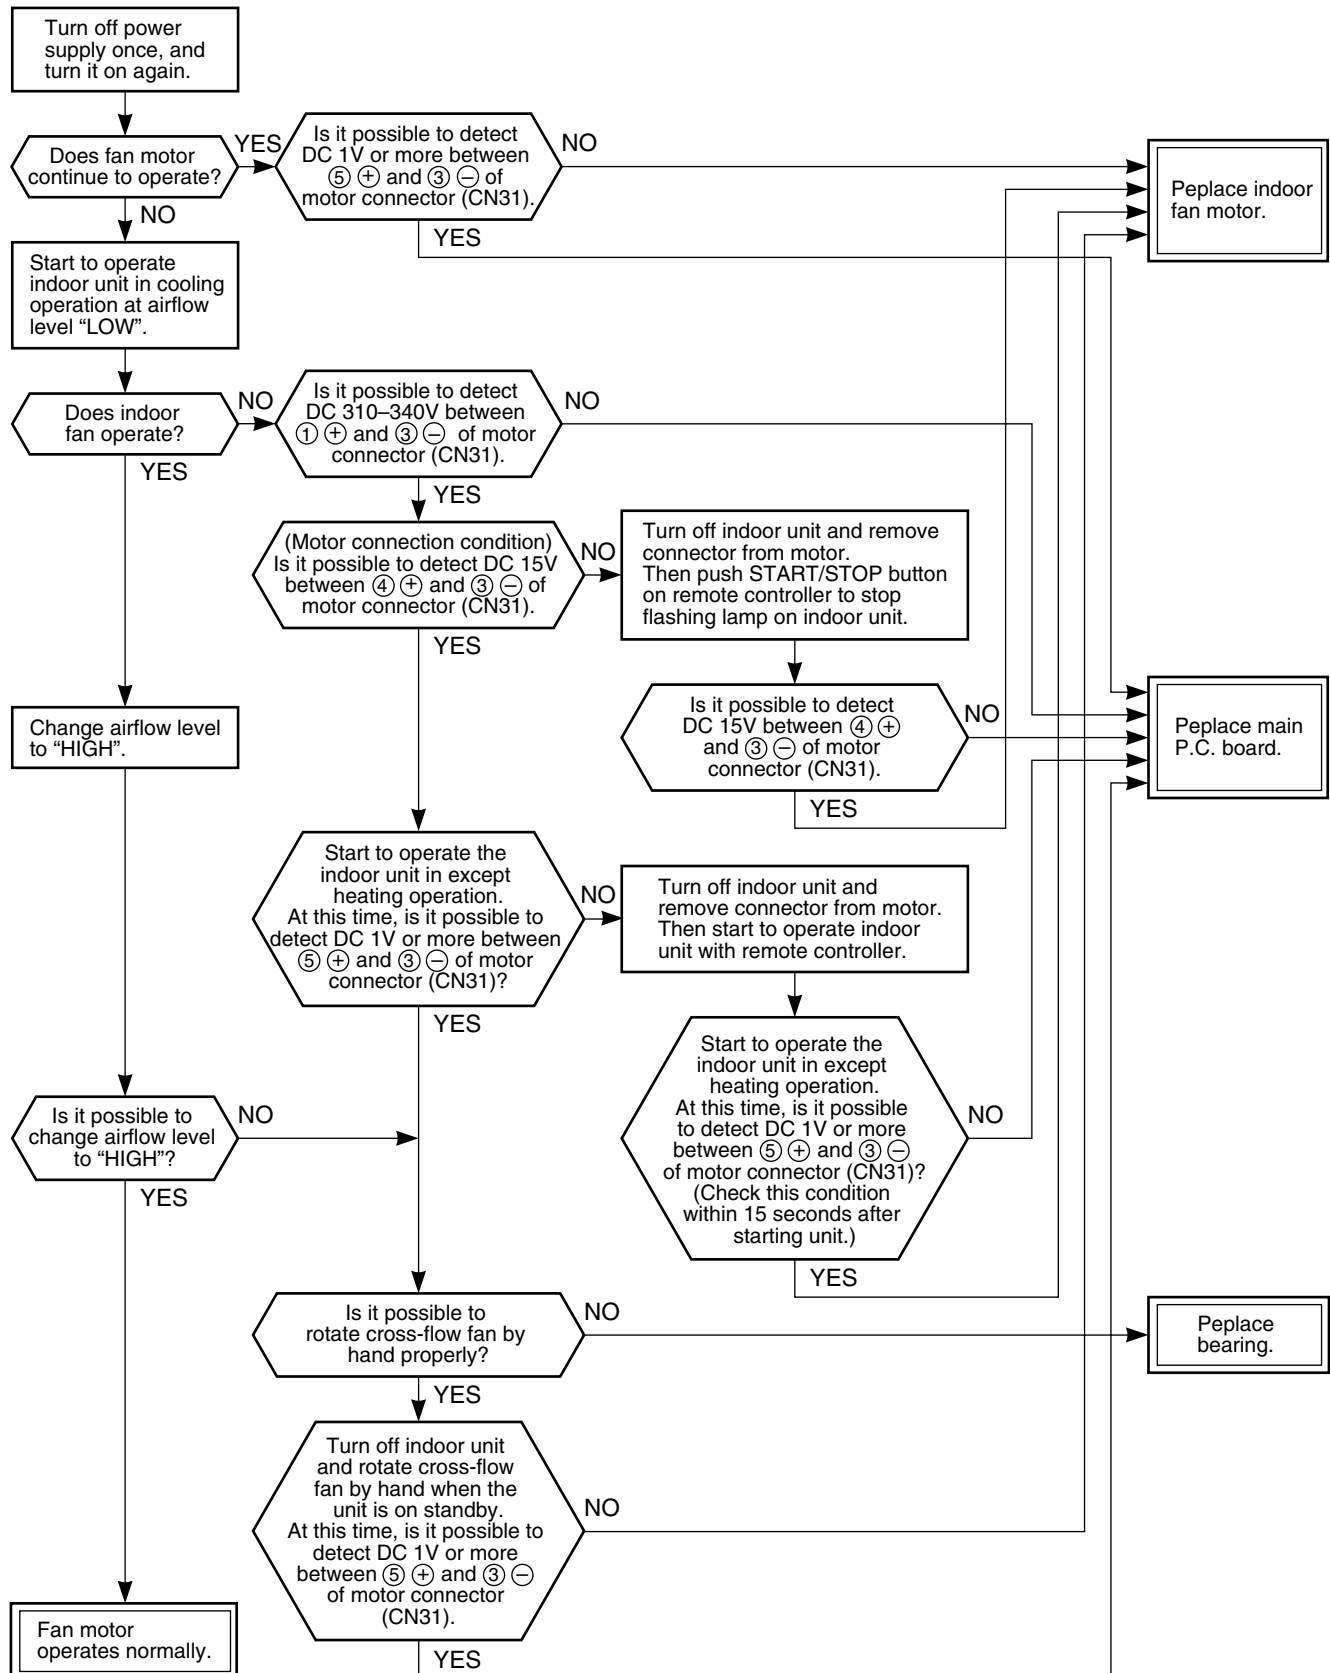 Turn off power
supply once, and
turn it on again.
Does fan motor
continue to operate?
YES
NO
Is it possible to detect
DC 1V or more between
⑤ ⊕ and ③ ⊖ of
motor connector (CN31).
NO
YES
Peplace indoor
fan motor.
Start to operate
indoor unit in cooling
operation at airflow
level “LOW”.
Does indoor
fan operate?
NO
YES
Is it possible to detect
DC 310–340V between
① ⊕ and ③ ⊖ of motor
connector (CN31).
NO
YES
(Motor connection condition)
Is it possible to detect DC 15V
between ④ ⊕ and ③ ⊖ of
motor connector (CN31).
NO
YES
Turn off indoor unit and remove
connector from motor.
Then push START/STOP button
on remote controller to stop
flashing lamp on indoor unit.
Is it possible to detect
DC 15V between ④ ⊕
and ③ ⊖ of motor
connector (CN31).
NO
YES
Peplace main
P.C. board.
Change airflow level
to “HIGH”.
Start to operate the
indoor unit in except
heating operation.
At this time, is it possible to
detect DC 1V or more between
⑤ ⊕ and ③ ⊖ of motor
connector (CN31)?
NO
YES
Turn off indoor unit and
remove connector from motor.
Then start to operate indoor
unit with remote controller.
Start to operate the
indoor unit in except
heating operation.
At this time, is it possible
to detect DC 1V or more
between ⑤ ⊕ and ③ ⊖
of motor connector (CN31)?
(Check this condition
within 15 seconds after
starting unit.)
NO
YES
Is it possible to
change airflow level
to “HIGH”?
NO
YES
Is it possible to
rotate cross-flow fan by
hand properly?
NO
YES
Peplace
bearing.
Turn off indoor unit
and rotate cross-flow
fan by hand when the
unit is on standby.
At this time, is it possible to
detect DC 1V or more
between ⑤ ⊕ and ③ ⊖
of motor connector
(CN31).
NO
YES
Fan motor
operates normally.